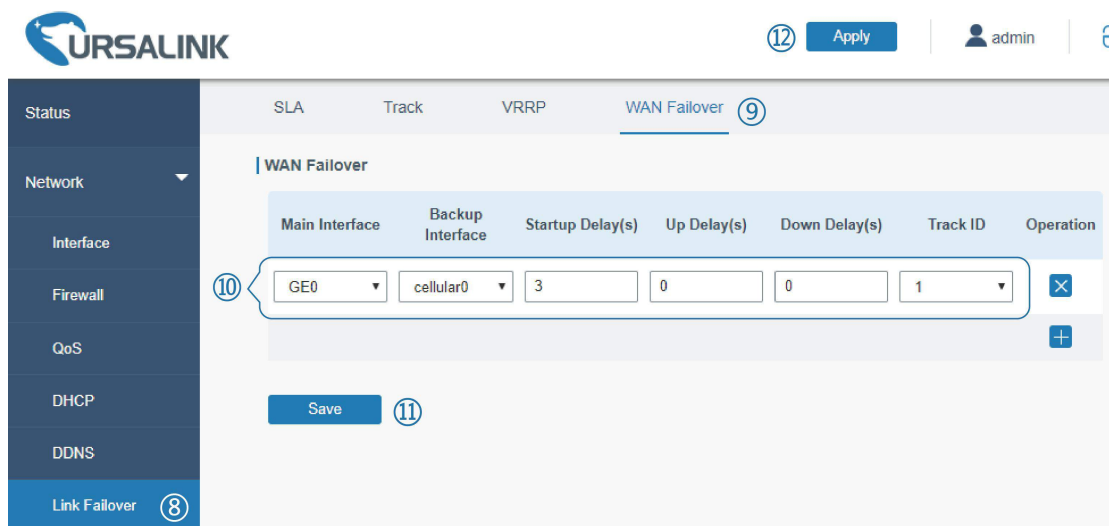 URSALINK
⑫ Apply
admin
Status
SLA Track VRRP WAN Failover ⑨
WAN Failover
Network
Main Interface Backup Interface Startup Delay(s) Up Delay(s) Down Delay(s) Track ID Operation
Interface
⑩ GE0 cellular0 3 0 0 1
Firewall
QoS
DHCP
Save ⑪
DDNS
Link Failover ⑧